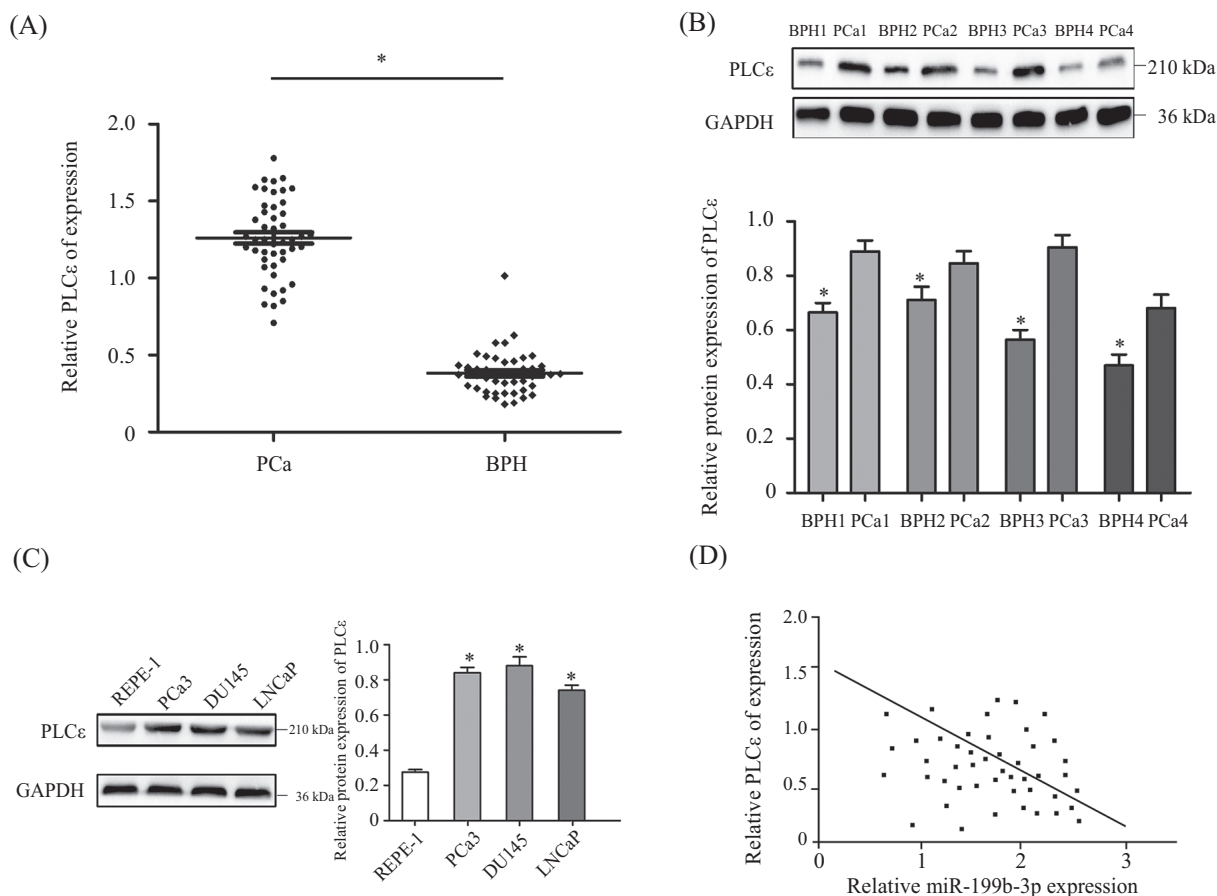 (A)
*
2.0
1.5
1.0
0.5
0
Relative PLCε of expression
PCa
BPH
(B)
BPH1 PCa1 BPH2 PCa2 BPH3 PCa3 BPH4 PCa4
PLCε
210 kDa
GAPDH
36 kDa
1.0
0.8
0.6
0.4
0.2
0
Relative protein expression of PLCε
*
*
*
*
BPH1 PCa1 BPH2 PCa2 BPH3 PCa3 BPH4 PCa4
(C)
REPE-1 PCa3 DU145 LNCaP
PLCε
210 kDa
GAPDH
36 kDa
1.0
0.8
0.6
0.4
0.2
0
Relative protein expression of PLCε
*
*
*
REPE-1 PCa3 DU145 LNCaP
(D)
2.0
1.5
1.0
0.5
0
Relative PLCε of expression
0 1 2 3
Relative miR-199b-3p expression